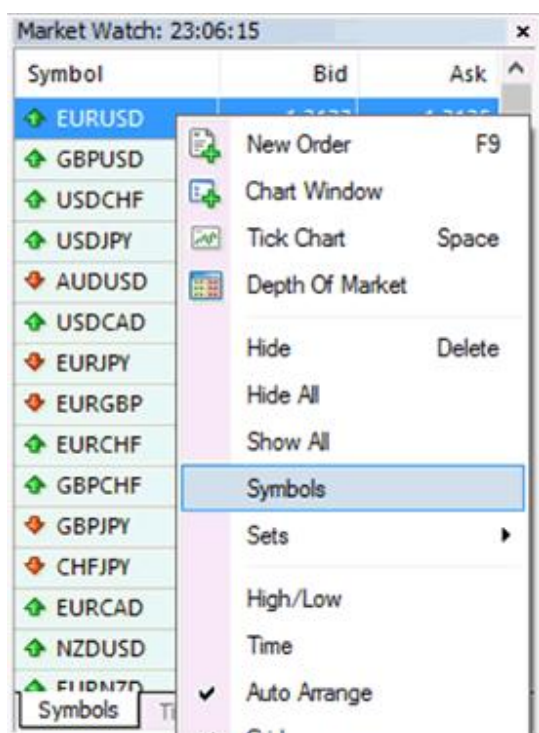 Market Watch: 23:06:15
Symbol Bid Ask
EURUSD
GBPUSD
USDCHF
USDJPY
AUDUSD
USDCAD
EURJPY
EURGBP
EURCHF
GBPCHF
GBPJPY
CHFJPY
EURCAD
NZDUSD
EURNZD
Symbols
New Order F9
Chart Window
Tick Chart Space
Depth Of Market
Hide Delete
Hide All
Show All
Symbols
Sets
High/Low
Time
Auto Arrange